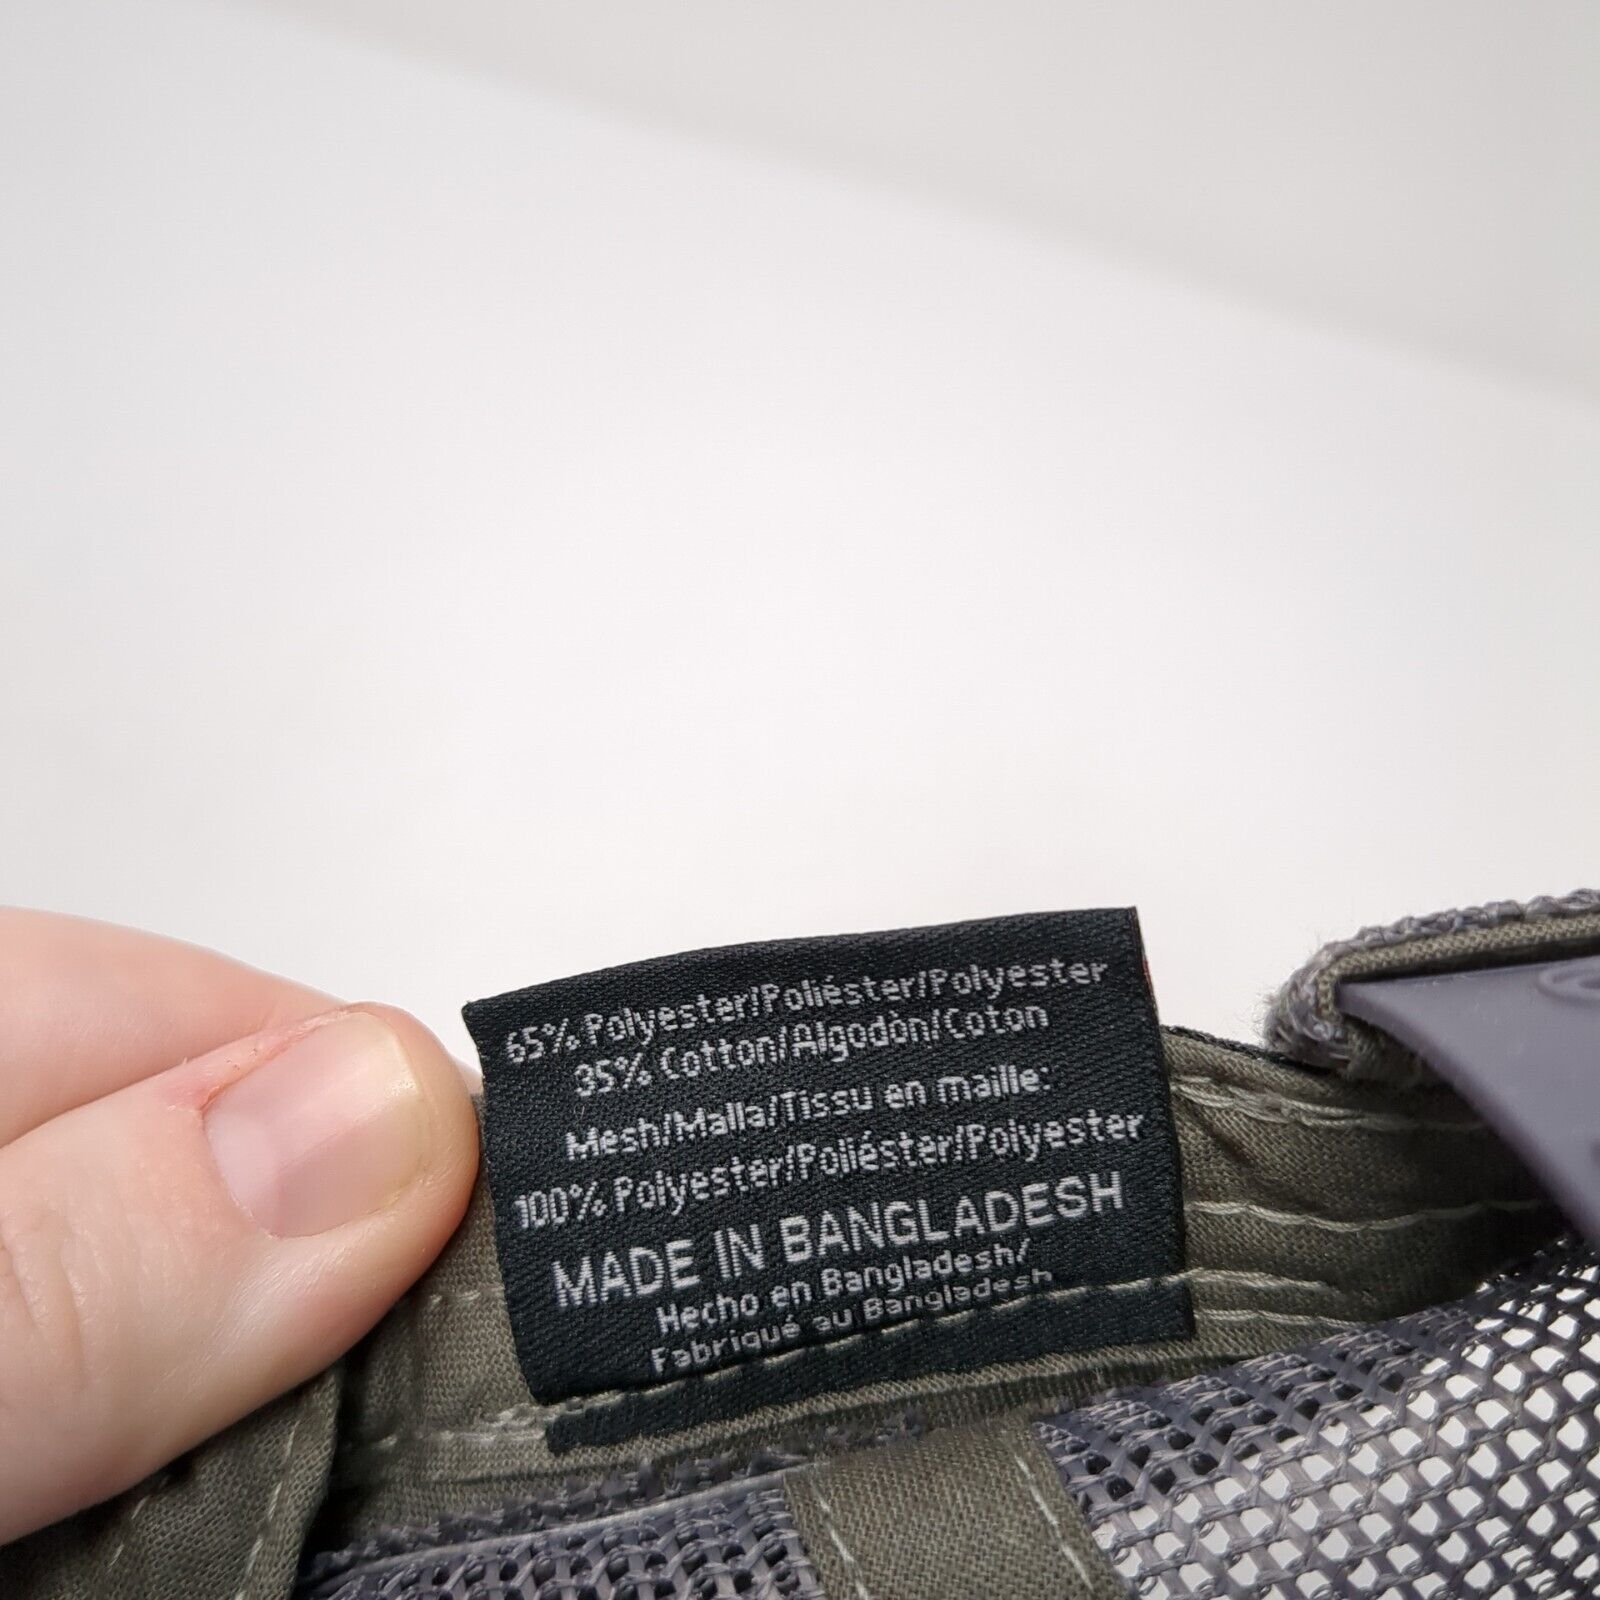 65% Polyester/Poliéster/Polyester
35% Cotton/Algodòn/Coton
Mesh/Malla/Tissu en maille:
100% Polyester/Poliéster/Polyester
MADE IN BANGLADESH
Hecho en Bangladesh/
Fabriqué au Bangladesh